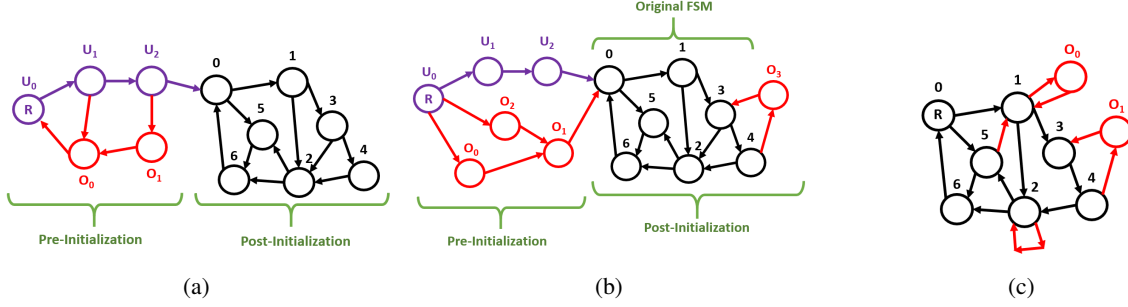 Original FSM
U₁
U₂
0
1
U₀
R
5
3
6
2
4
O₀
O₁
Pre-Initialization
Post-Initialization
(a)
U₁
U₂
0
1
U₀
R
O₂
5
3
O₃
O₁
6
2
4
O₀
Pre-Initialization
Post-Initialization
(b)
O₀
1
0
R
O₁
5
3
6
2
4
(c)